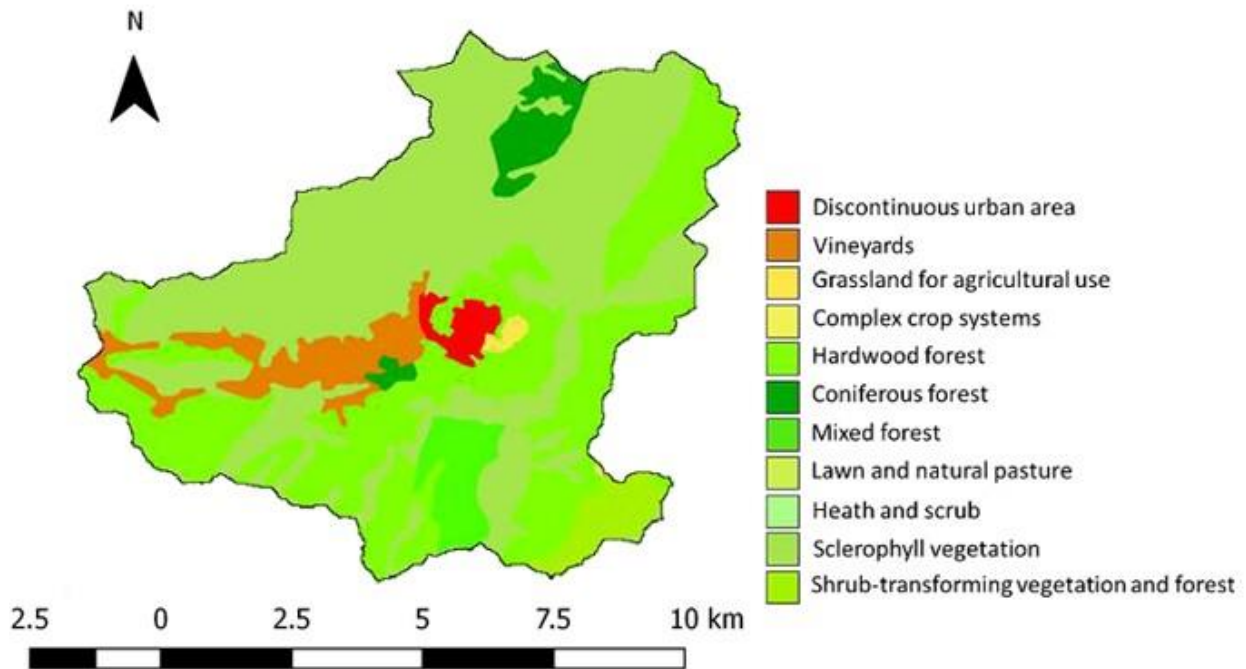 N
Discontinuous urban area
Vineyards
Grassland for agricultural use
Complex crop systems
Hardwood forest
Coniferous forest
Mixed forest
Lawn and natural pasture
Heath and scrub
Sclerophyll vegetation
Shrub-transforming vegetation and forest
2.5 0 2.5 5 7.5 10 km